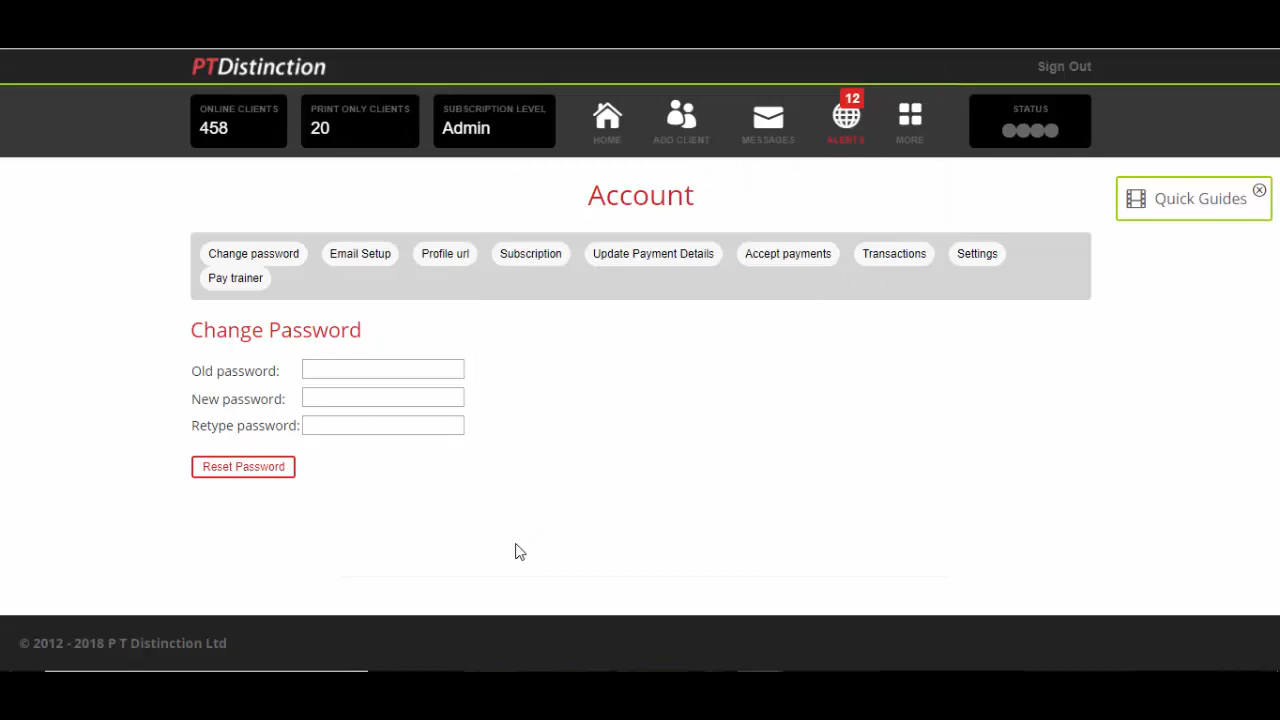 PTDistinction
Sign Out
ONLINE CLIENTS
458
PRINT ONLY CLIENTS
20
SUBSCRIPTION LEVEL
Admin
HOME
ADD CLIENT
MESSAGES
12
ALERTS
MORE
STATUS
Account
Quick Guides
Change password Email Setup Profile url Subscription Update Payment Details Accept payments Transactions Settings
Pay trainer
Change Password
Old password:
New password:
Retype password:
Reset Password
© 2012 - 2018 P T Distinction Ltd